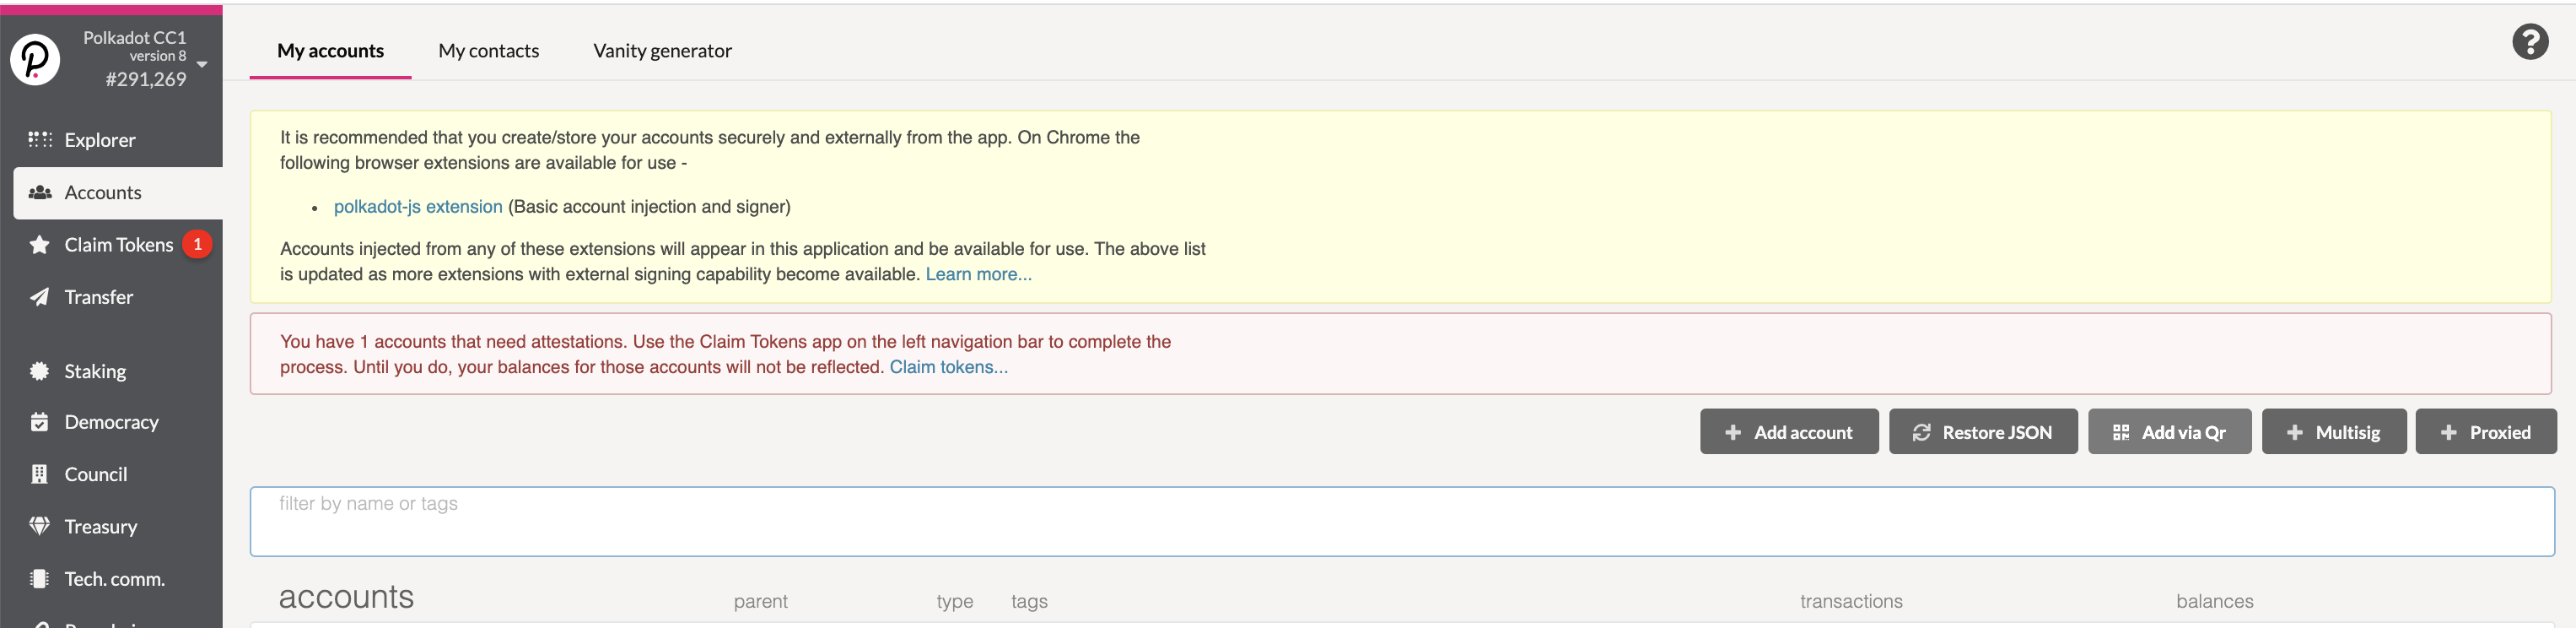 Polkadot CC1
version 8
#291,269
Explorer
Accounts
Claim Tokens 1
Transfer
Staking
Democracy
Council
Treasury
Tech. comm.
My accounts
My contacts
Vanity generator
?
It is recommended that you create/store your accounts securely and externally from the app. On Chrome the
following browser extensions are available for use -
• polkadot-js extension (Basic account injection and signer)
Accounts injected from any of these extensions will appear in this application and be available for use. The above list
is updated as more extensions with external signing capability become available. Learn more...
You have 1 accounts that need attestations. Use the Claim Tokens app on the left navigation bar to complete the
process. Until you do, your balances for those accounts will not be reflected. Claim tokens...
Add account
Restore JSON
Add via Qr
Multisig
Proxied
filter by name or tags
accounts
parent
type
tags
transactions
balances